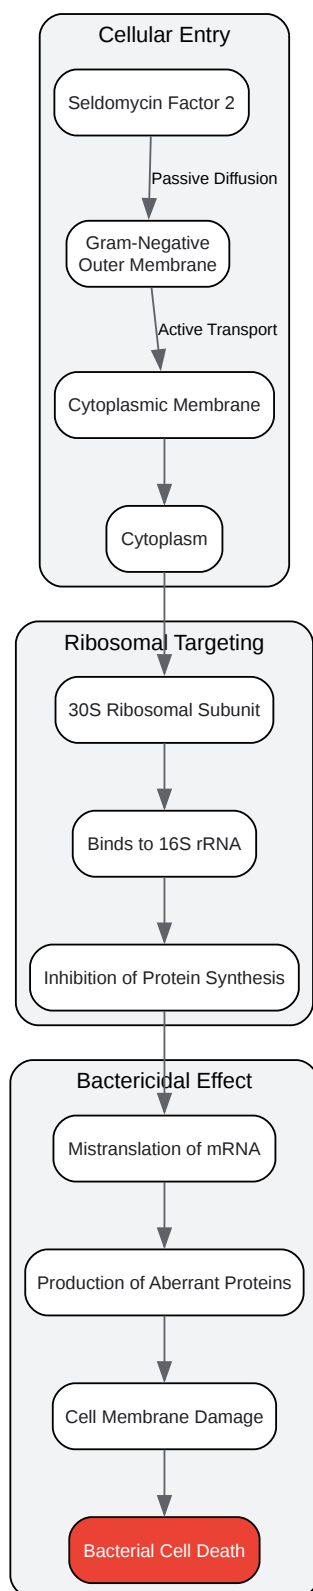 Cellular Entry
Seldomycin Factor 2
Passive Diffusion
Gram-Negative
Outer Membrane
Active Transport
Cytoplasmic Membrane
Cytoplasm
Ribosomal Targeting
30S Ribosomal Subunit
Binds to 16S rRNA
Inhibition of Protein Synthesis
Bactericidal Effect
Mistranslation of mRNA
Production of Aberrant Proteins
Cell Membrane Damage
Bacterial Cell Death